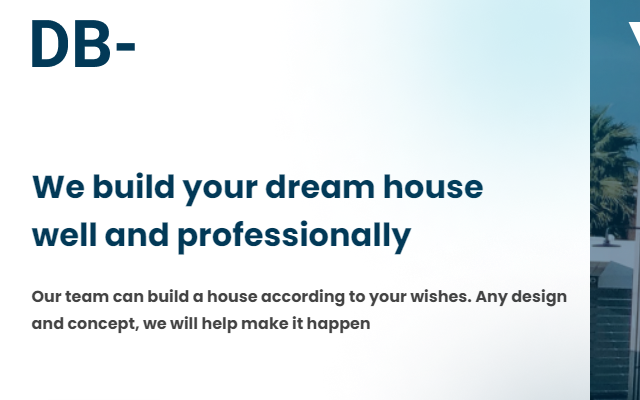 DB-
We build your dream house
well and professionally
Our team can build a house according to your wishes. Any design
and concept, we will help make it happen